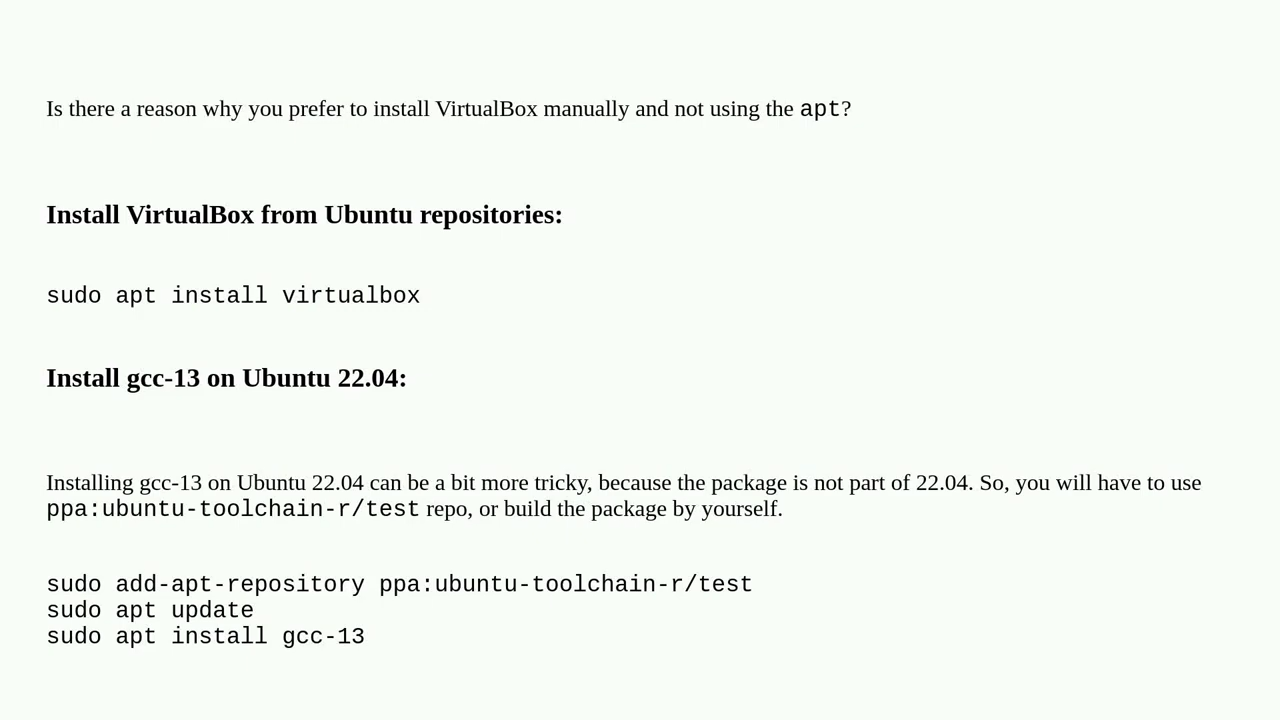 Is there a reason why you prefer to install VirtualBox manually and not using the apt?
Install VirtualBox from Ubuntu repositories:
sudo apt install virtualbox
Install gcc-13 on Ubuntu 22.04:
Installing gcc-13 on Ubuntu 22.04 can be a bit more tricky, because the package is not part of 22.04. So, you will have to use
ppa:ubuntu-toolchain-r/test repo, or build the package by yourself.
sudo add-apt-repository ppa:ubuntu-toolchain-r/test
sudo apt update
sudo apt install gcc-13